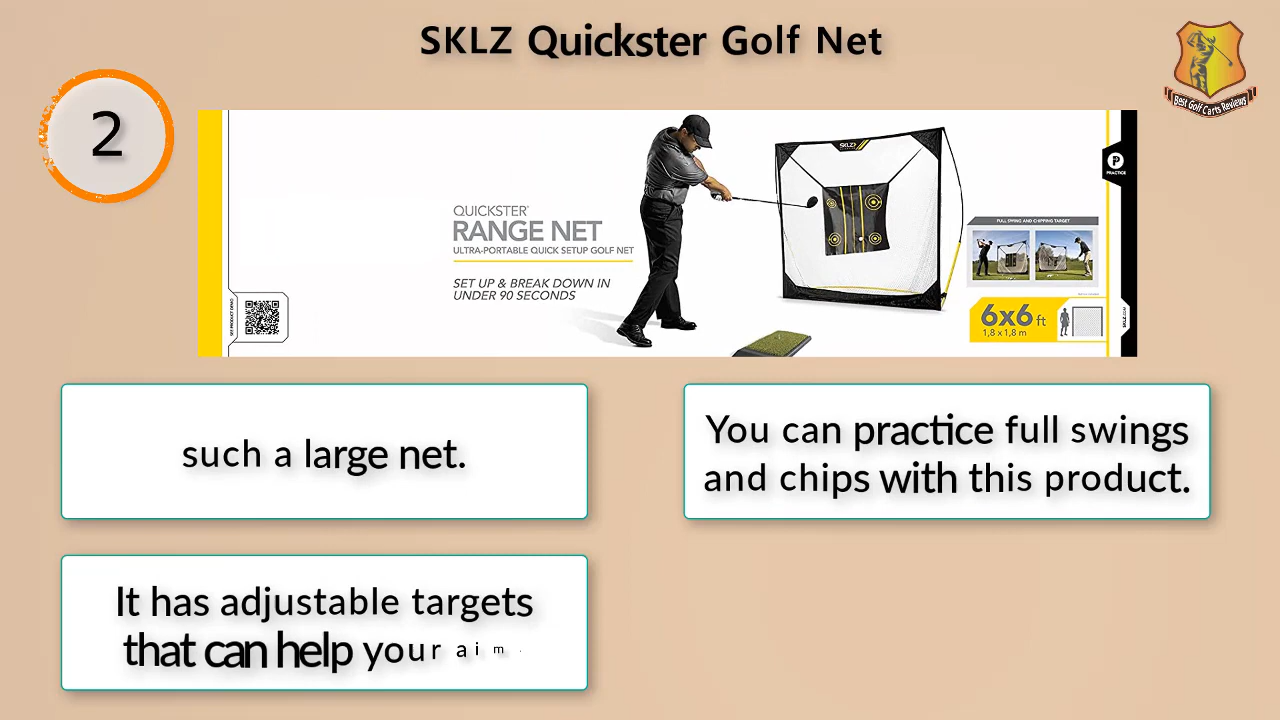 SKLZ Quickster Golf Net
Best Golf Carts Reviews
2
SKLZ
PRACTICE
QUICKSTER®
RANGE NET
ULTRA-PORTABLE QUICK SETUP GOLF NET
SET UP & BREAK DOWN IN
UNDER 90 SECONDS
FULL SWING AND CHIPPING TARGET
6x6 ft
1,8 x 1,8 m
SKLZ.COM
such a large net.
You can practice full swings
and chips with this product.
It has adjustable targets
that can help your aim.